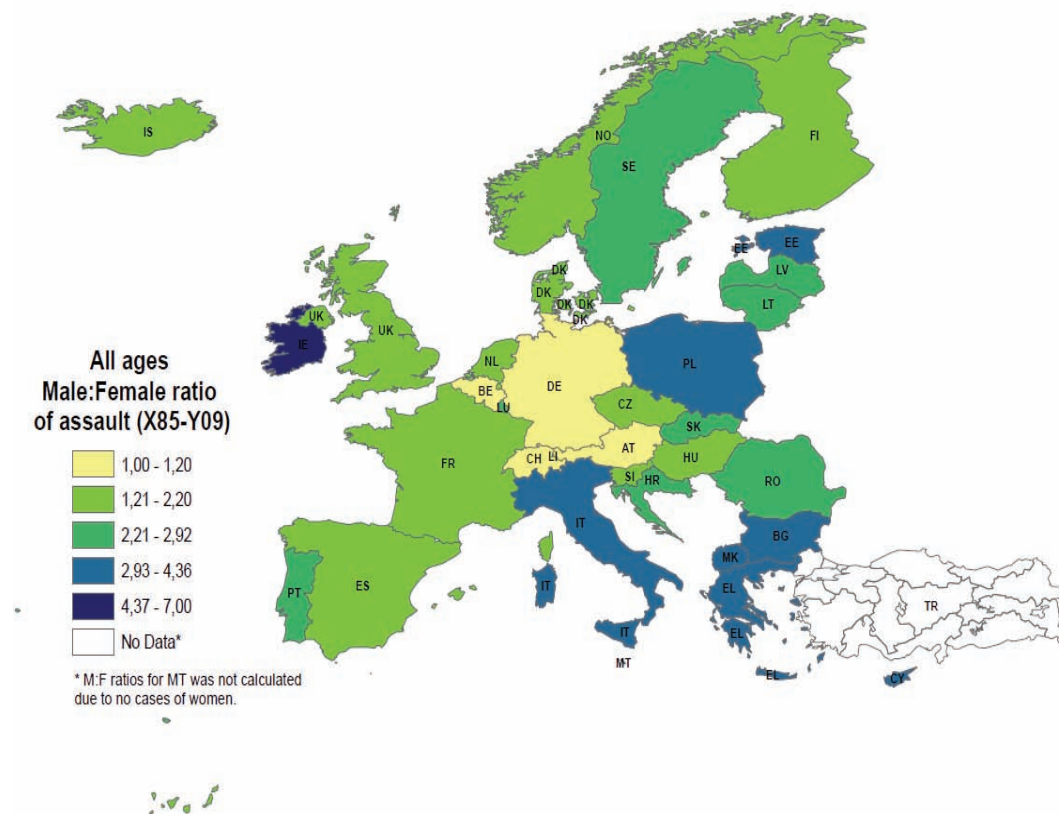 IS
NO
FI
SE
EE
EE
LV
LT
DK
DK
DK
DK
DK
UK
UK
IE
NL
BE
LU
DE
PL
CZ
SK
CH
LI
AT
HU
FR
SI
HR
RO
IT
BG
MK
PT
ES
IT
EL
TR
IT
EL
MT
EL
CY
All ages
Male:Female ratio
of assault (X85-Y09)
1,00 - 1,20
1,21 - 2,20
2,21 - 2,92
2,93 - 4,36
4,37 - 7,00
No Data*
* M:F ratios for MT was not calculated
due to no cases of women.